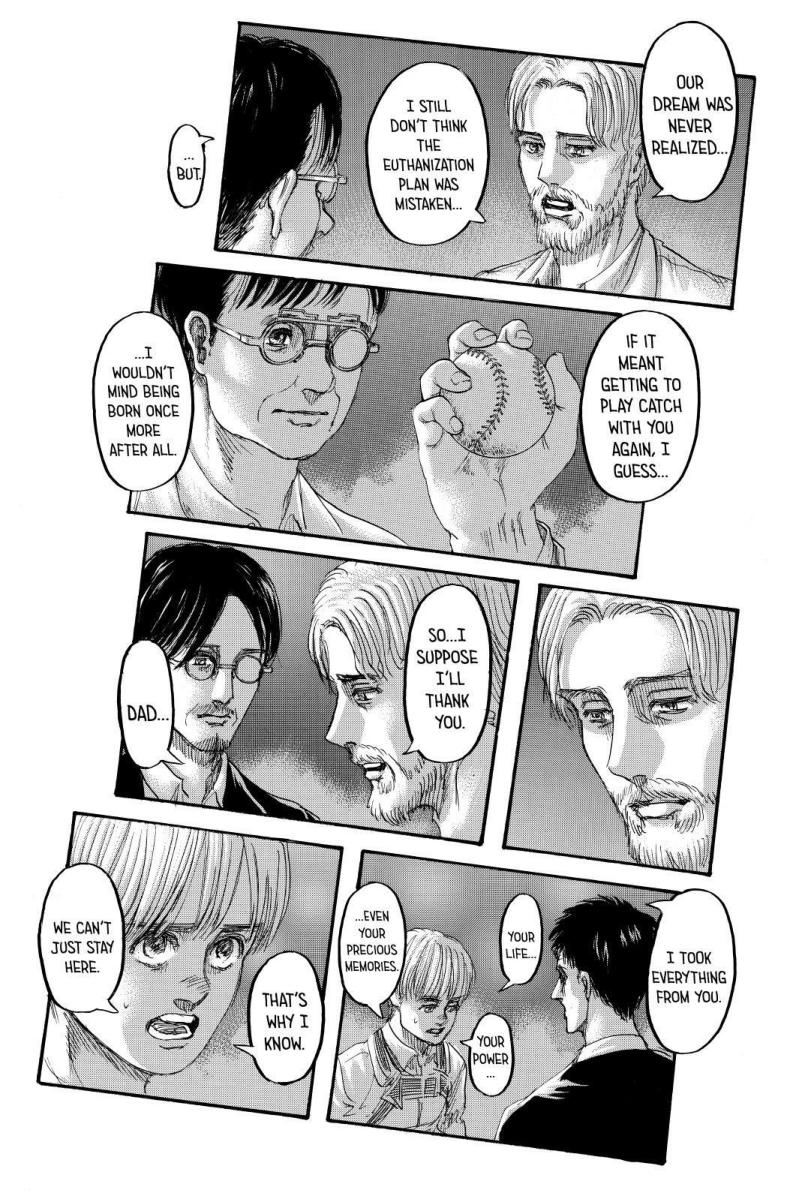 OUR
DREAM WAS
NEVER
REALIZED...
I STILL
DON'T THINK
THE
EUTHANIZATION
PLAN WAS
MISTAKEN...
...
BUT.
IF IT
MEANT
GETTING TO
PLAY CATCH
WITH YOU
AGAIN, I
GUESS...
...I
WOULDN'T
MIND BEING
BORN ONCE
MORE
AFTER ALL.
SO...I
SUPPOSE
I'LL
THANK
YOU.
DAD...
I TOOK
EVERYTHING
FROM YOU.
YOUR
LIFE...
YOUR
POWER
...
...EVEN
YOUR
PRECIOUS
MEMORIES.
THAT'S
WHY I
KNOW.
WE CAN'T
JUST STAY
HERE.